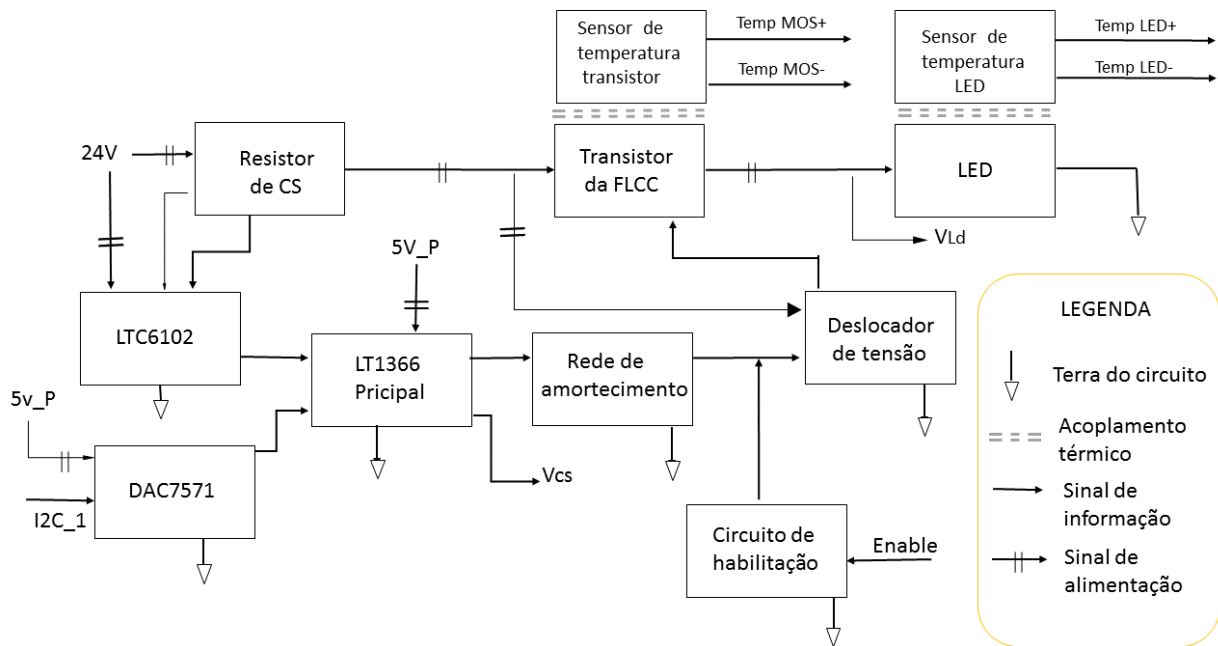 Sensor de
temperatura
transistor
Temp MOS+
Temp MOS-
Sensor de
temperatura
LED
Temp LED+
Temp LED-
24V
Resistor
de CS
Transistor
da FLCC
LED
VLd
5V_P
LTC6102
LT1366
Pricipal
Rede de
amortecimento
Deslocador
de tensão
5v_P
DAC7571
I2C_1
Vcs
Circuito de
habilitação
Enable
LEGENDA
Terra do circuito
Acoplamento
térmico
Sinal de
informação
Sinal de
alimentação